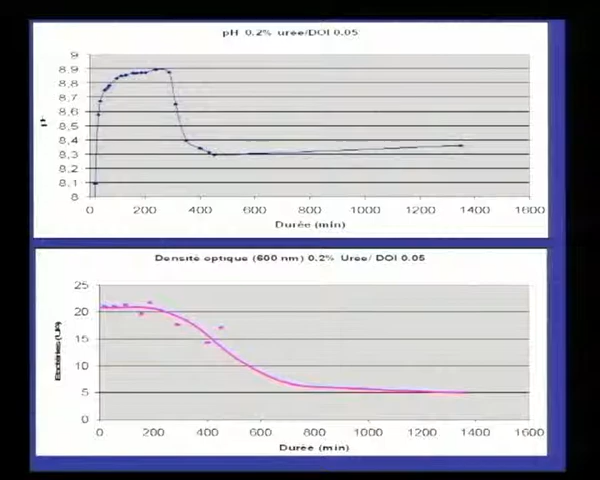 pH 0.2% urée/DOI 0.05
9
8,9
8,8
8,7
8,6
8,5
8,4
8,3
8,2
8,1
8
pH
0 200 400 600 800 1000 1200 1400 1600
Durée (min)
Densité optique (600 nm) 0.2% Urée/ DOI 0.05
25
20
15
10
5
0
0 200 400 600 800 1000 1200 1400 1600
Durée (min)